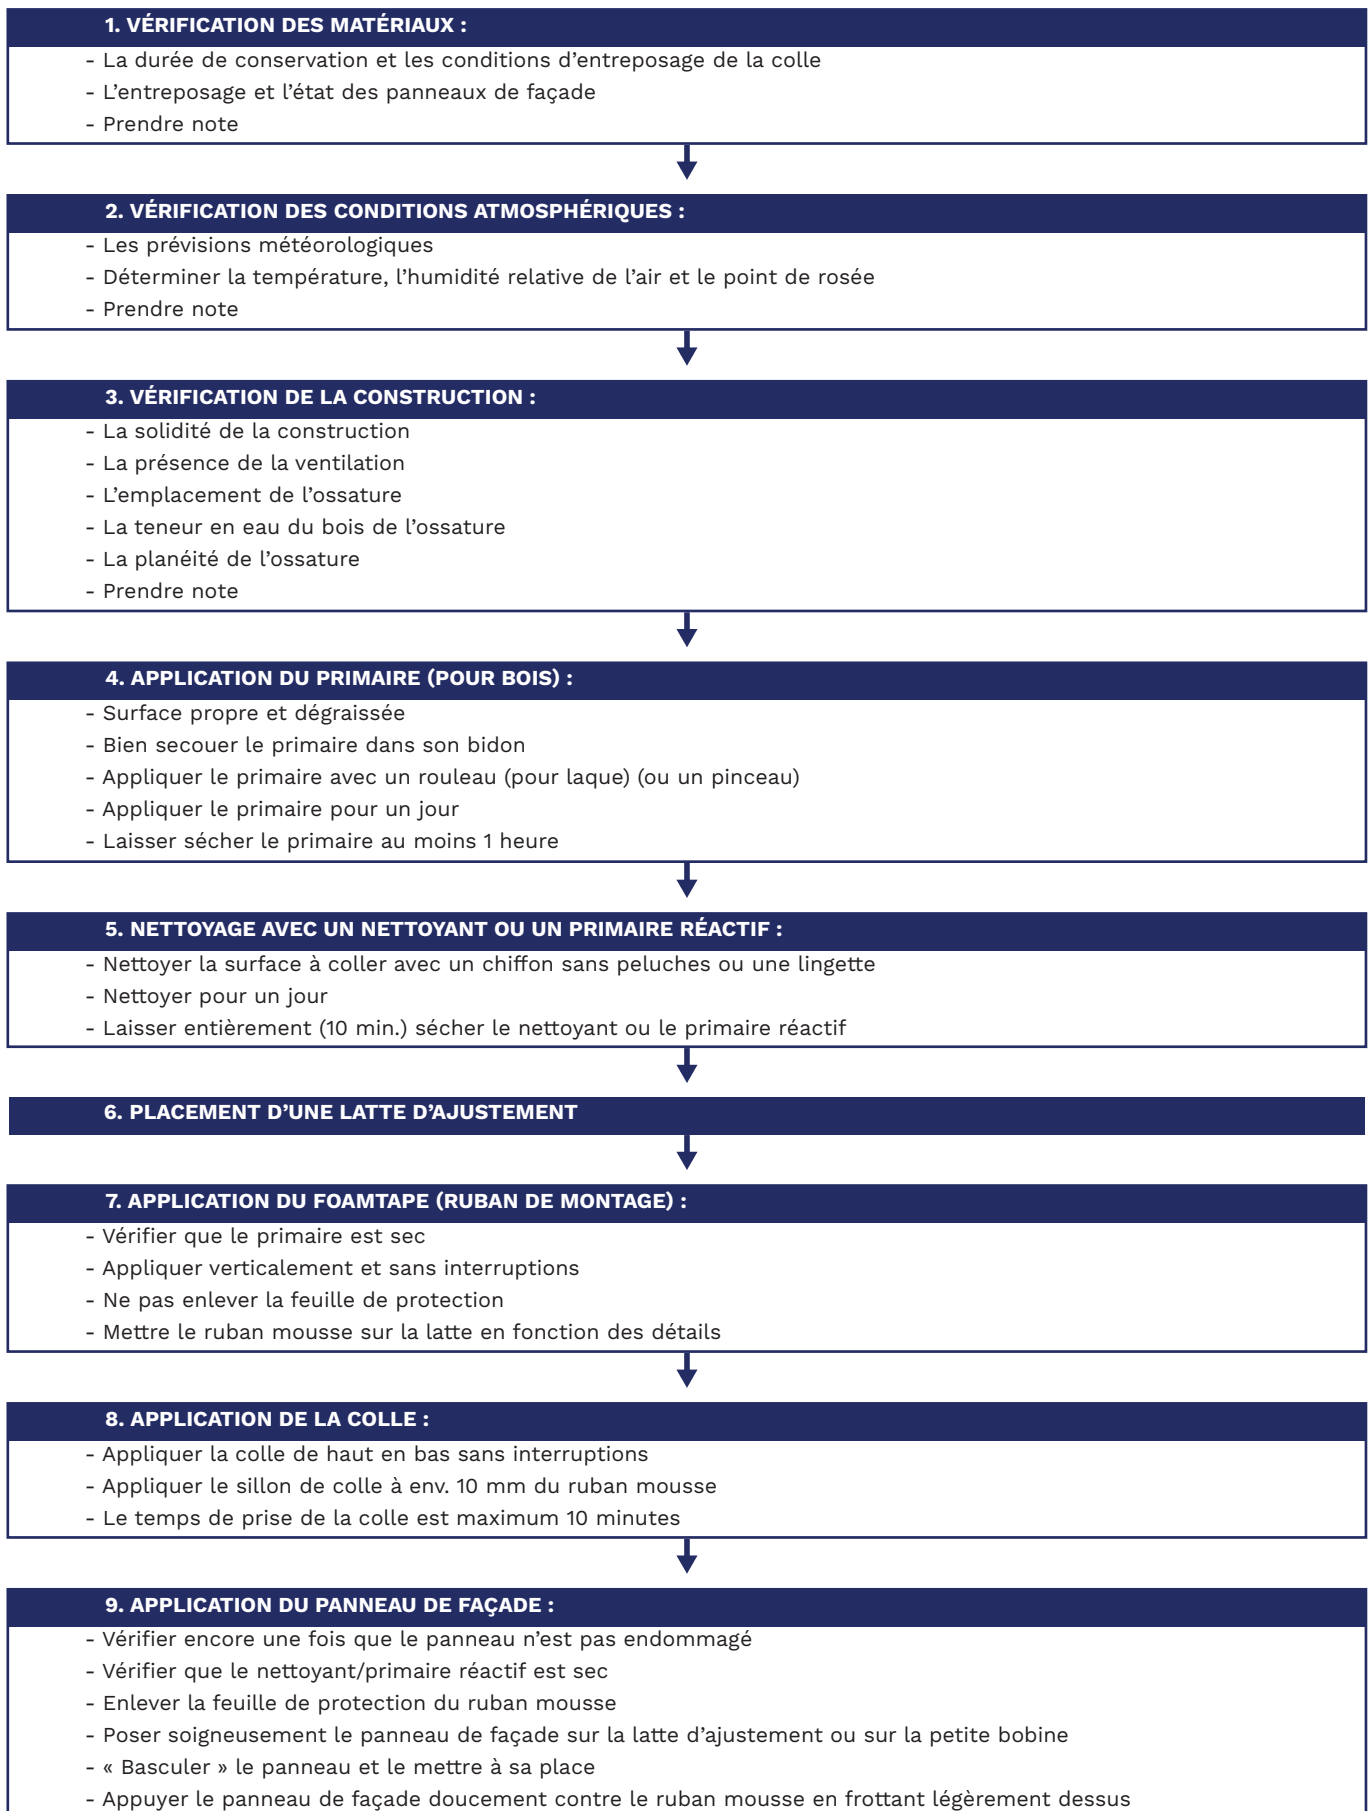 1. VÉRIFICATION DES MATÉRIAUX :
- La durée de conservation et les conditions d’entreposage de la colle
- L’entreposage et l’état des panneaux de façade
- Prendre note
2. VÉRIFICATION DES CONDITIONS ATMOSPHÉRIQUES :
- Les prévisions météorologiques
- Déterminer la température, l’humidité relative de l’air et le point de rosée
- Prendre note
3. VÉRIFICATION DE LA CONSTRUCTION :
- La solidité de la construction
- La présence de la ventilation
- L’emplacement de l’ossature
- La teneur en eau du bois de l’ossature
- La planéité de l’ossature
- Prendre note
4. APPLICATION DU PRIMAIRE (POUR BOIS) :
- Surface propre et dégraissée
- Bien secouer le primaire dans son bidon
- Appliquer le primaire avec un rouleau (pour laque) (ou un pinceau)
- Appliquer le primaire pour un jour
- Laisser sécher le primaire au moins 1 heure
5. NETTOYAGE AVEC UN NETTOYANT OU UN PRIMAIRE RÉACTIF :
- Nettoyer la surface à coller avec un chiffon sans peluches ou une lingette
- Nettoyer pour un jour
- Laisser entièrement (10 min.) sécher le nettoyant ou le primaire réactif
6. PLACEMENT D’UNE LATTE D’AJUSTEMENT
7. APPLICATION DU FOAMTAPE (RUBAN DE MONTAGE) :
- Vérifier que le primaire est sec
- Appliquer verticalement et sans interruptions
- Ne pas enlever la feuille de protection
- Mettre le ruban mousse sur la latte en fonction des détails
8. APPLICATION DE LA COLLE :
- Appliquer la colle de haut en bas sans interruptions
- Appliquer le sillon de colle à env. 10 mm du ruban mousse
- Le temps de prise de la colle est maximum 10 minutes
9. APPLICATION DU PANNEAU DE FAÇADE :
- Vérifier encore une fois que le panneau n’est pas endommagé
- Vérifier que le nettoyant/primaire réactif est sec
- Enlever la feuille de protection du ruban mousse
- Poser soigneusement le panneau de façade sur la latte d’ajustement ou sur la petite bobine
- « Basculer » le panneau et le mettre à sa place
- Appuyer le panneau de façade doucement contre le ruban mousse en frottant légèrement dessus